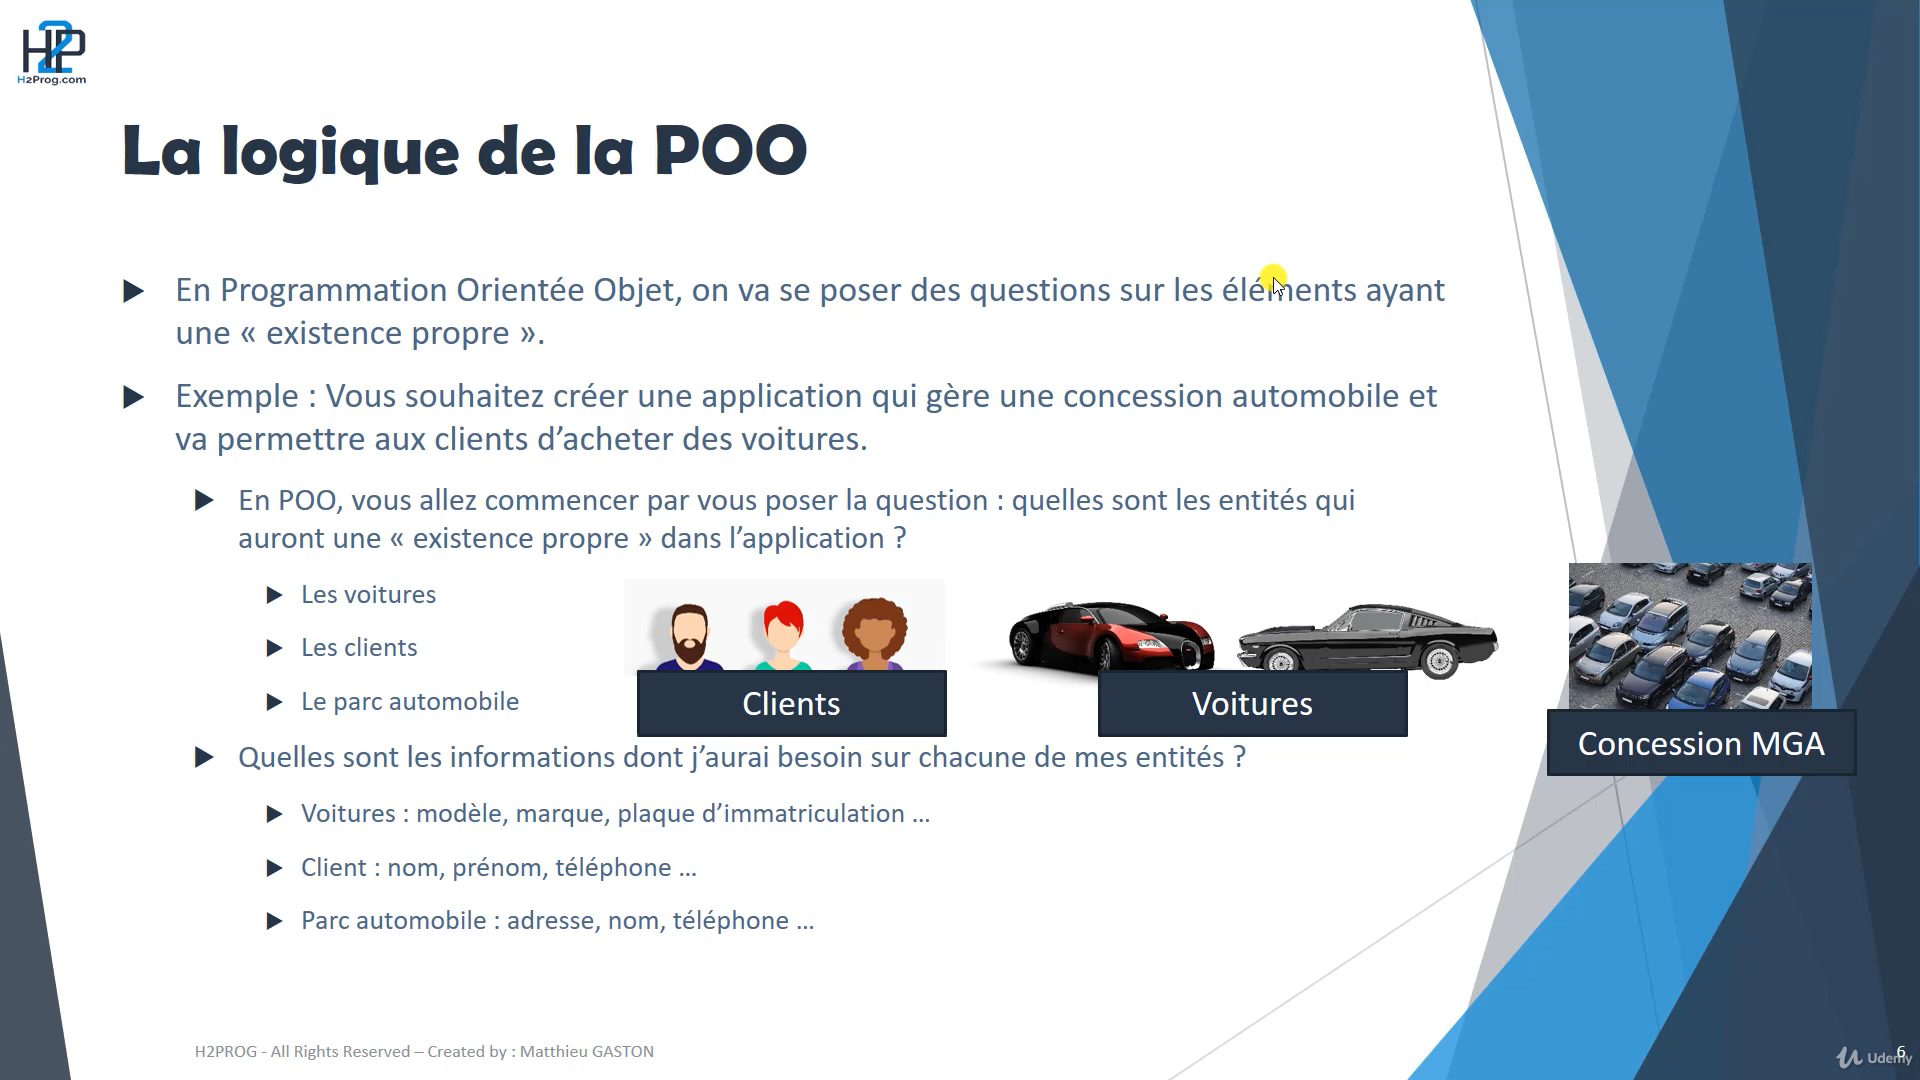 H2P
H2Prog.com
La logique de la POO
En Programmation Orientée Objet, on va se poser des questions sur les éléments ayant
une « existence propre ».
Exemple : Vous souhaitez créer une application qui gère une concession automobile et
va permettre aux clients d’acheter des voitures.
En POO, vous allez commencer par vous poser la question : quelles sont les entités qui
auront une « existence propre » dans l’application ?
Les voitures
Les clients
Le parc automobile
Clients
Voitures
Concession MGA
Quelles sont les informations dont j’aurai besoin sur chacune de mes entités ?
Voitures : modèle, marque, plaque d’immatriculation ...
Client : nom, prénom, téléphone ...
Parc automobile : adresse, nom, téléphone ...
H2PROG - All Rights Reserved – Created by : Matthieu GASTON
6
Udemy